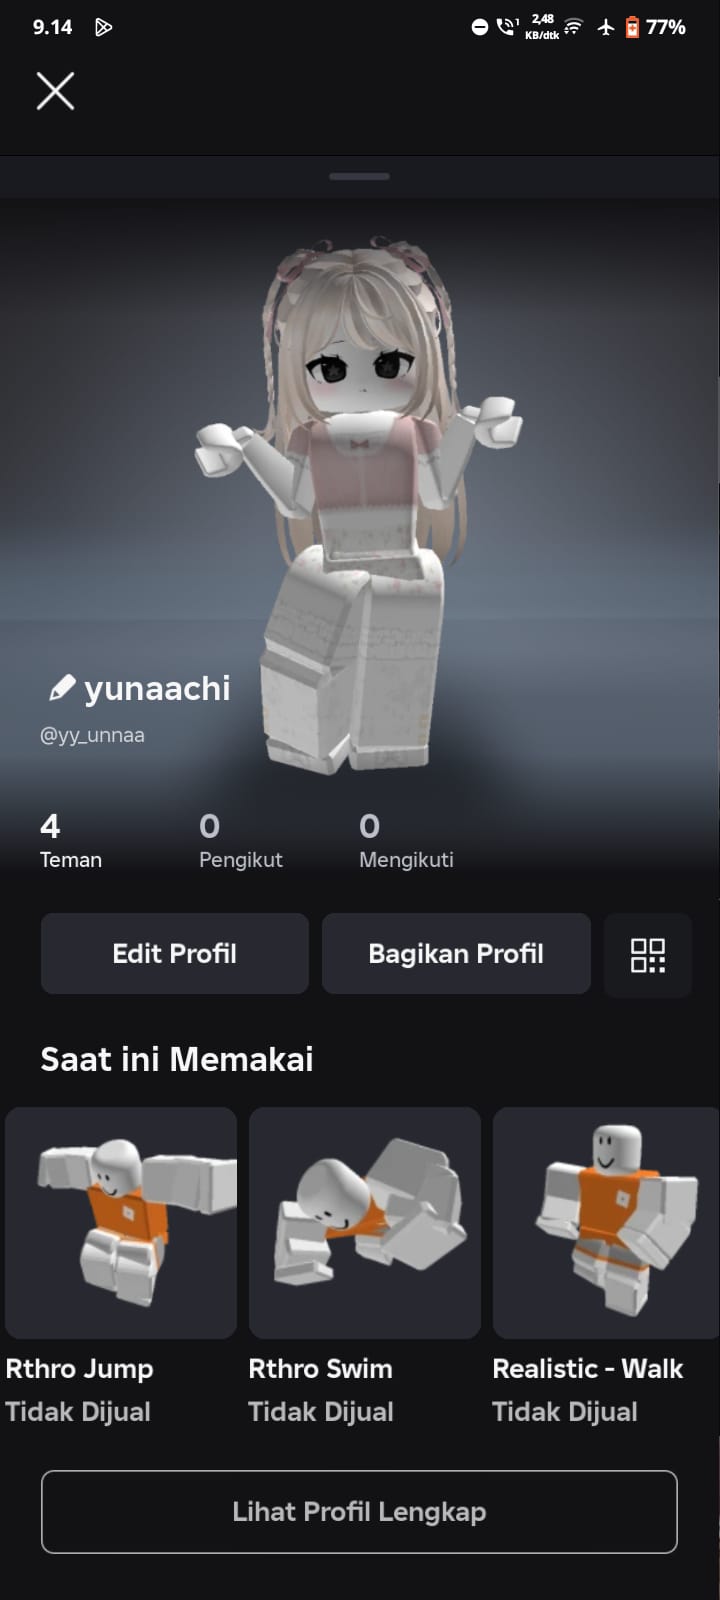 9.14
2,48
KB/dtk
77%
yunaachi
@yy_unnaa
4
0
0
Teman
Pengikut
Mengikuti
Edit Profil
Bagikan Profil
Saat ini Memakai
Rthro Jump
Rthro Swim
Realistic - Walk
Tidak Dijual
Tidak Dijual
Tidak Dijual
Lihat Profil Lengkap